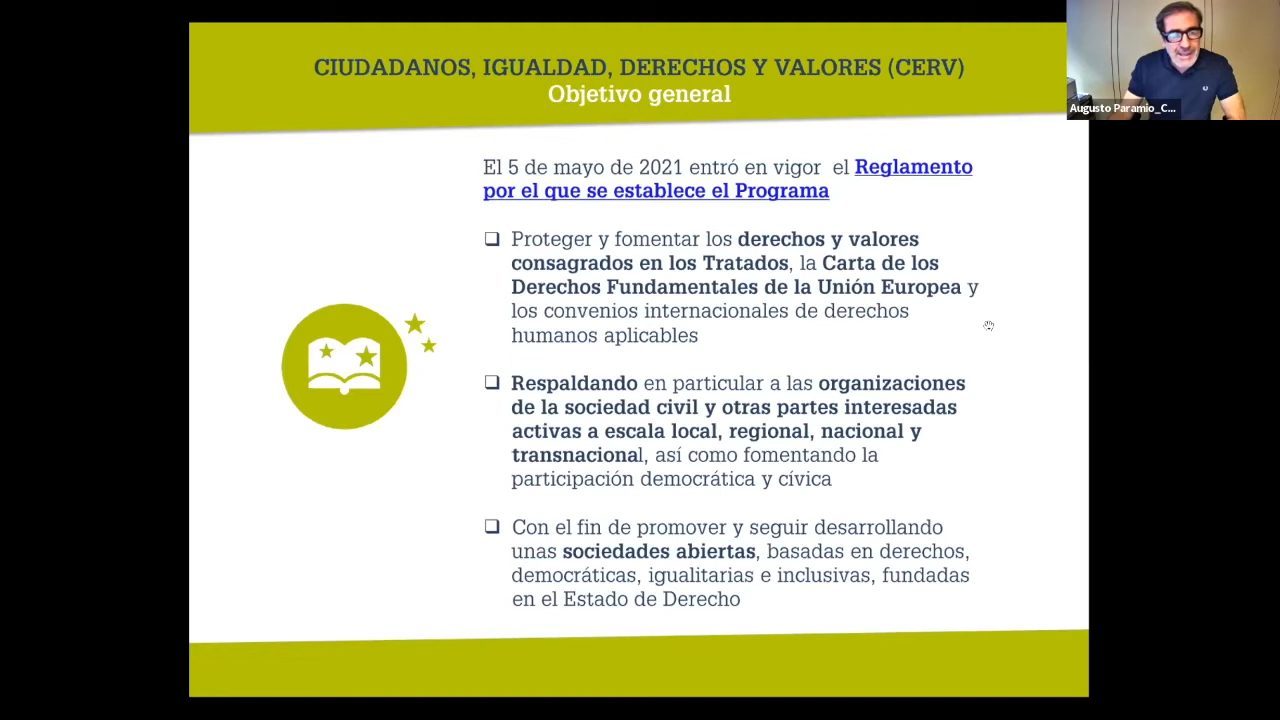 CIUDADANOS, IGUALDAD, DERECHOS Y VALORES (CERV)
Objetivo general
Augusto Paramio_C...
El 5 de mayo de 2021 entró en vigor el Reglamento
por el que se establece el Programa
Proteger y fomentar los derechos y valores
consagrados en los Tratados, la Carta de los
Derechos Fundamentales de la Unión Europea y
los convenios internacionales de derechos
humanos aplicables
Respaldando en particular a las organizaciones
de la sociedad civil y otras partes interesadas
activas a escala local, regional, nacional y
transnacional, así como fomentando la
participación democrática y cívica
Con el fin de promover y seguir desarrollando
unas sociedades abiertas, basadas en derechos,
democráticas, igualitarias e inclusivas, fundadas
en el Estado de Derecho